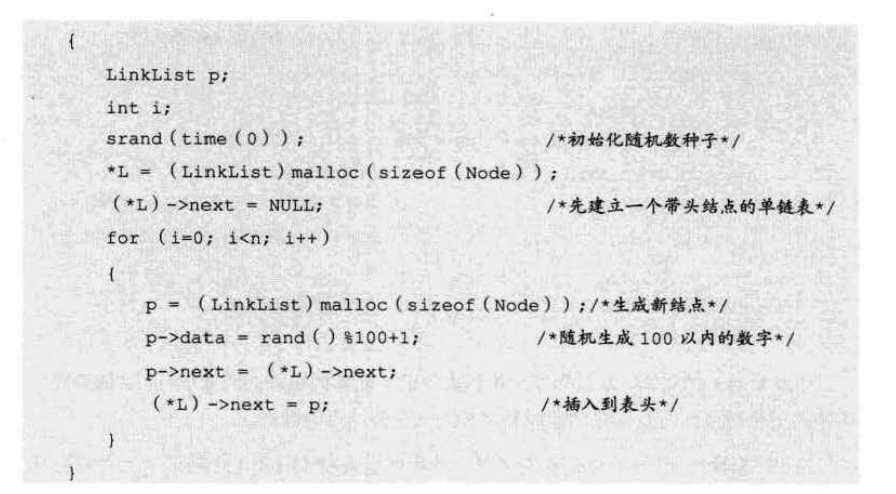 {
LinkList p;
int i;
srand(time(0)); /*初始化随机数种子*/
*L = (LinkList)malloc(sizeof(Node));
(*L)->next = NULL; /*先建立一个带头结点的单链表*/
for (i=0; i<n; i++)
{
p = (LinkList)malloc(sizeof(Node));/*生成新结点*/
p->data = rand()%100+1; /*随机生成 100 以内的数字*/
p->next = (*L)->next;
(*L)->next = p; /*插入到表头*/
}
}